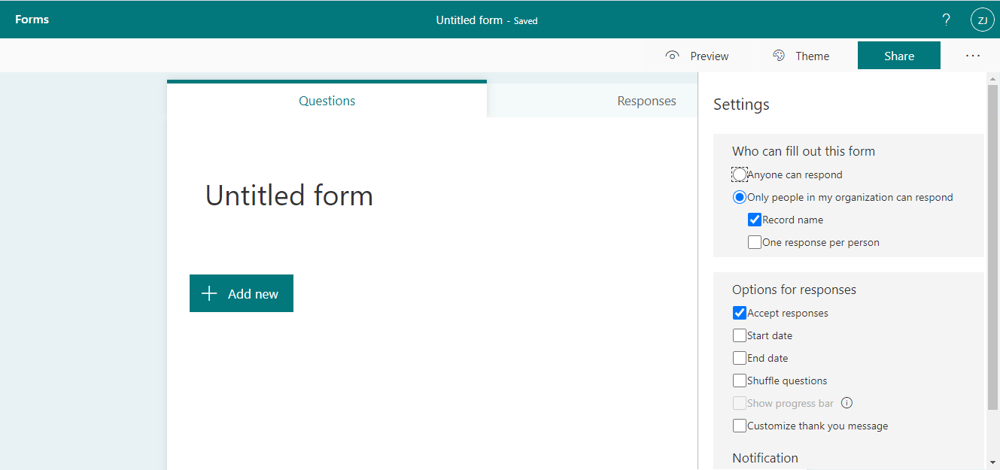 Forms
Untitled form - Saved
?
ZJ
Preview
Theme
Share
...
Questions
Responses
Untitled form
Add new
Settings
Who can fill out this form
Anyone can respond
Only people in my organization can respond
Record name
One response per person
Options for responses
Accept responses
Start date
End date
Shuffle questions
Show progress bar
Customize thank you message
Notification